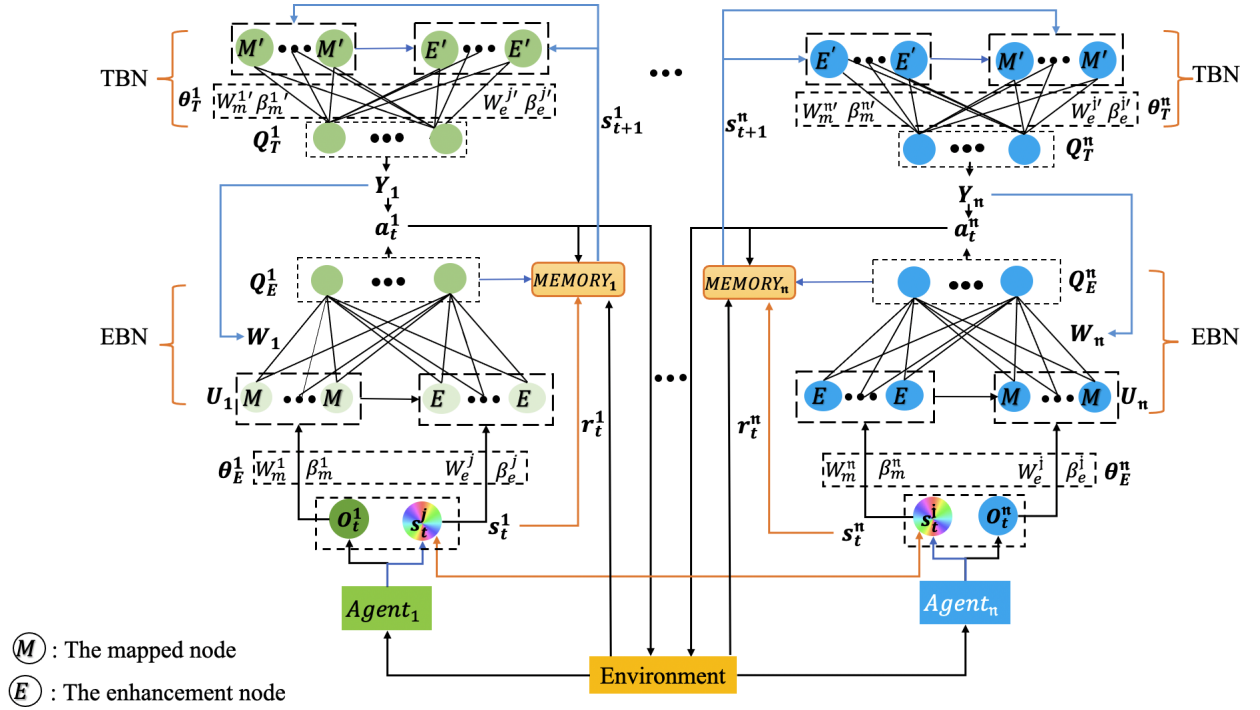 M' ••• M' E' ••• E' ••• E' ••• E' M' ••• M'
TBN TBN
θ_T^1 W_m^1′ β_m^1′ W_e^j′ β_e^j′ s_{t+1}^1 s_{t+1}^n W_m^n′ β_m^n′ W_e^i′ β_e^i′ θ_T^n
Q_T^1 ••• ••• Q_T^n
Y_1 Y_n
a_t^1 a_t^n
Q_E^1 ••• MEMORY_1 MEMORY_n ••• Q_E^n
EBN W_1 W_n EBN
•••
U_1 M ••• M E ••• E E ••• E M ••• M U_n
r_t^1 r_t^n
θ_E^1 W_m^1 β_m^1 W_e^j β_e^j W_m^n β_m^n W_e^i β_e^i θ_E^n
O_t^1 s_t^j s_t^1 s_t^n s_t^i O_t^n
Agent_1 Agent_n
M : The mapped node
Environment
E : The enhancement node